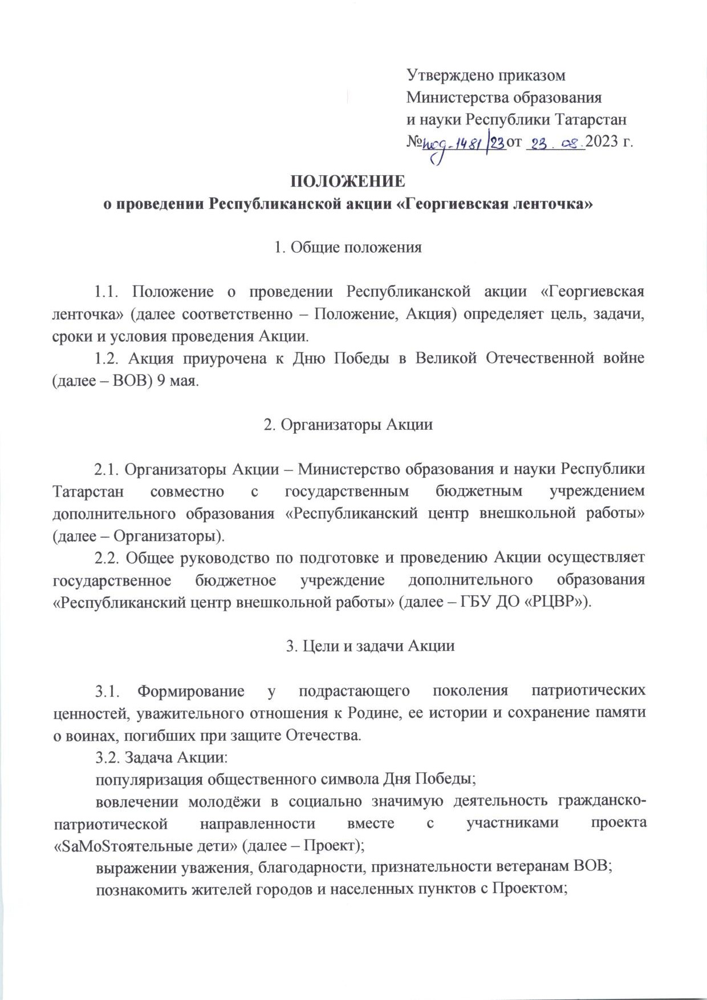 Утверждено приказом
Министерства образования
и науки Республики Татарстан
№под-1481/23от 23.08.2023 г.
ПОЛОЖЕНИЕ
о проведении Республиканской акции «Георгиевская ленточка»
1. Общие положения
1.1. Положение о проведении Республиканской акции «Георгиевская
ленточка» (далее соответственно – Положение, Акция) определяет цель, задачи,
сроки и условия проведения Акции.
1.2. Акция приурочена к Дню Победы в Великой Отечественной войне
(далее – ВОВ) 9 мая.
2. Организаторы Акции
2.1. Организаторы Акции – Министерство образования и науки Республики
Татарстан совместно с государственным бюджетным учреждением
дополнительного образования «Республиканский центр внешкольной работы»
(далее – Организаторы).
2.2. Общее руководство по подготовке и проведению Акции осуществляет
государственное бюджетное учреждение дополнительного образования
«Республиканский центр внешкольной работы» (далее – ГБУ ДО «РЦВР»).
3. Цели и задачи Акции
3.1. Формирование у подрастающего поколения патриотических
ценностей, уважительного отношения к Родине, ее истории и сохранение памяти
о воинах, погибших при защите Отечества.
3.2. Задача Акции:
популяризация общественного символа Дня Победы;
вовлечении молодёжи в социально значимую деятельность гражданско-
патриотической направленности вместе с участниками проекта
«SaMoSтоятельные дети» (далее – Проект);
выражении уважения, благодарности, признательности ветеранам ВОВ;
познакомить жителей городов и населенных пунктов с Проектом;